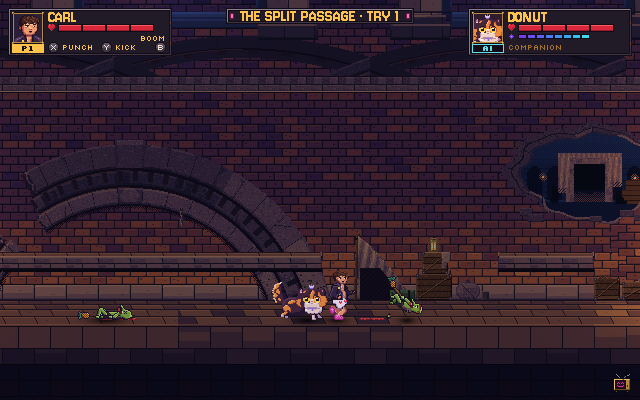 CARL
BOOM
P1
X PUNCH Y KICK B
THE SPLIT PASSAGE · TRY 1
DONUT
AI
COMPANION